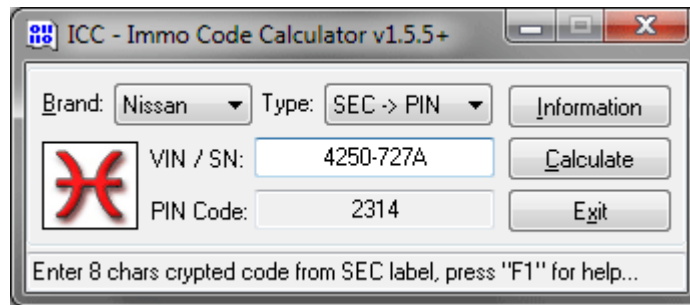 ICC - Immo Code Calculator v1.5.5+
Brand: Nissan Type: SEC -> PIN Information
VIN / SN: 4250-727A Calculate
PIN Code: 2314 Exit
Enter 8 chars crypted code from SEC label, press "F1" for help...